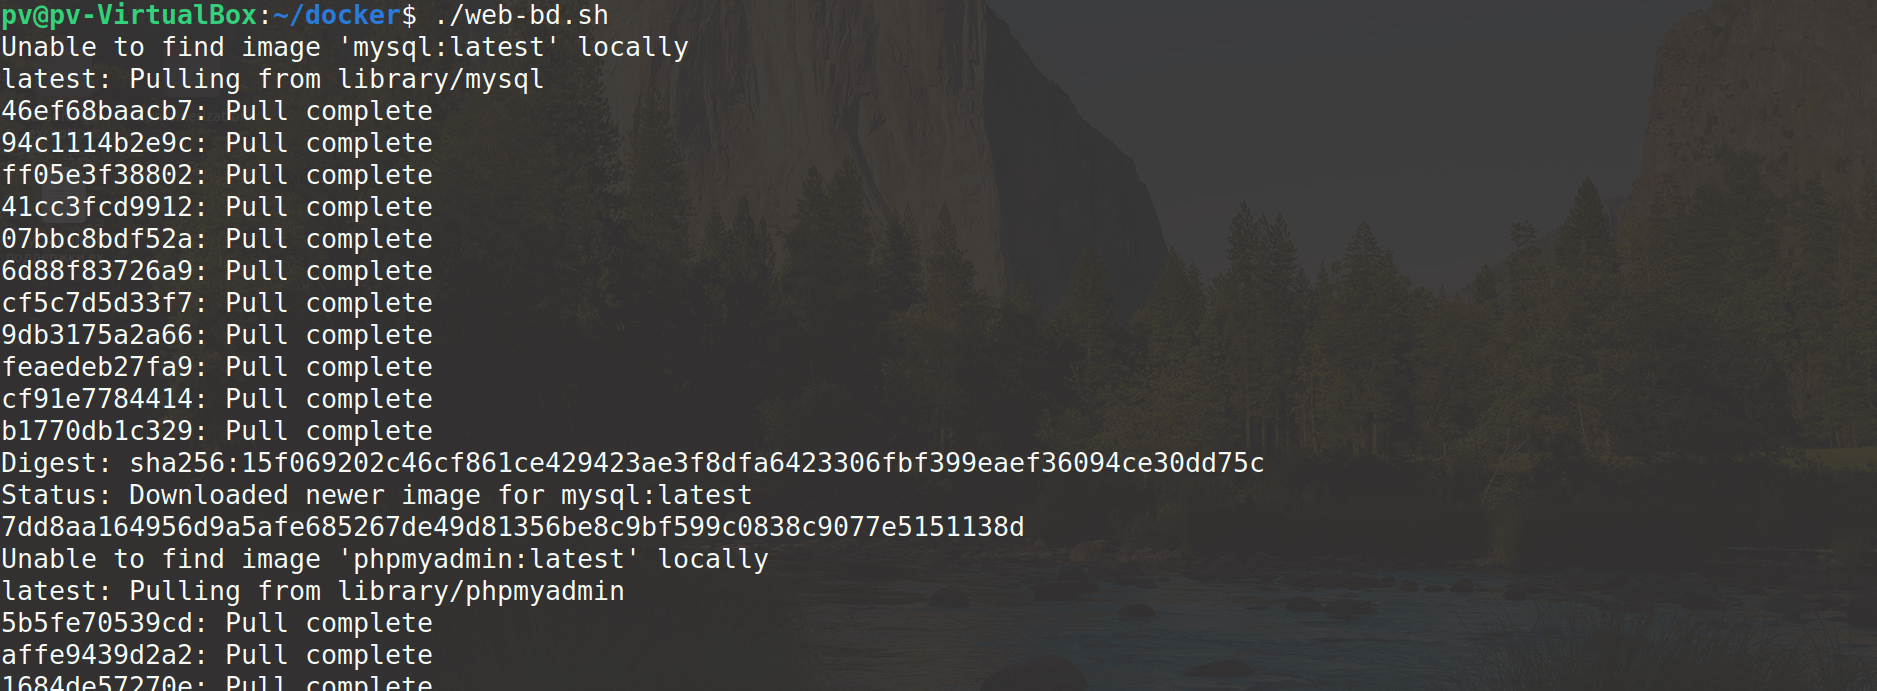 pv@pv-VirtualBox:~/docker$ ./web-bd.sh
Unable to find image 'mysql:latest' locally
latest: Pulling from library/mysql
46ef68baacb7: Pull complete
94c1114b2e9c: Pull complete
ff05e3f38802: Pull complete
41cc3fcd9912: Pull complete
07bbc8bdf52a: Pull complete
6d88f83726a9: Pull complete
cf5c7d5d33f7: Pull complete
9db3175a2a66: Pull complete
feaedeb27fa9: Pull complete
cf91e7784414: Pull complete
b1770db1c329: Pull complete
Digest: sha256:15f069202c46cf861ce429423ae3f8dfa6423306fbf399eaef36094ce30dd75c
Status: Downloaded newer image for mysql:latest
7dd8aa164956d9a5afe685267de49d81356be8c9bf599c0838c9077e5151138d
Unable to find image 'phpmyadmin:latest' locally
latest: Pulling from library/phpmyadmin
5b5fe70539cd: Pull complete
affe9439d2a2: Pull complete
1684de57270e: Pull complete